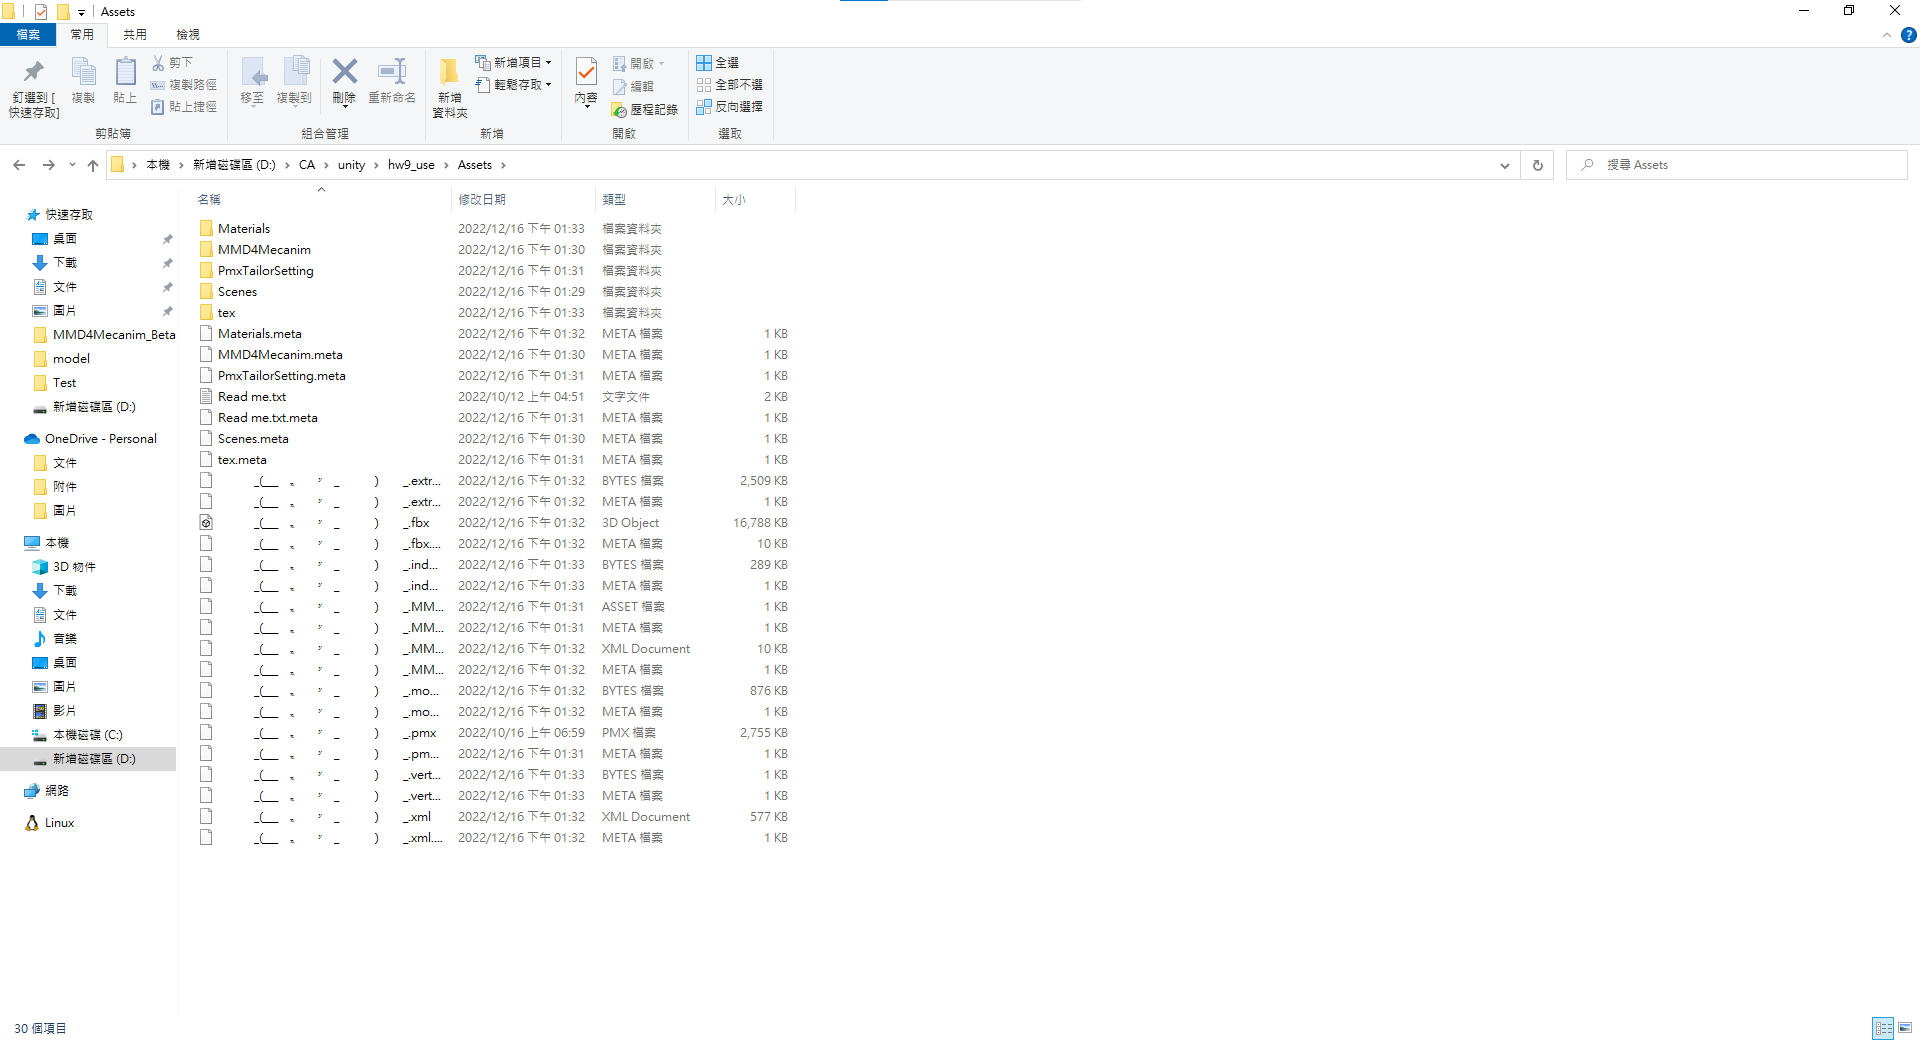 Assets
檔案 常用 共用 檢視
釘選到 [快速存取]
複製
貼上
剪下
複製路徑
貼上捷徑
剪貼簿
移至
複製到
刪除
重新命名
組合管理
新增資料夾
新增項目
輕鬆存取
新增
內容
開啟
編輯
歷程記錄
開啟
全選
全部不選
反向選擇
選取
本機 新增磁碟區 (D:) CA unity hw9_use Assets
搜尋 Assets
快速存取
桌面
下載
文件
圖片
MMD4Mecanim_Beta
model
Test
新增磁碟區 (D:)
OneDrive - Personal
文件
附件
圖片
本機
3D 物件
下載
文件
音樂
桌面
圖片
影片
本機磁碟 (C:)
新增磁碟區 (D:)
網路
Linux
名稱 修改日期 類型 大小
Materials 2022/12/16 下午 01:33 檔案資料夾
MMD4Mecanim 2022/12/16 下午 01:30 檔案資料夾
PmxTailorSetting 2022/12/16 下午 01:31 檔案資料夾
Scenes 2022/12/16 下午 01:29 檔案資料夾
tex 2022/12/16 下午 01:33 檔案資料夾
Materials.meta 2022/12/16 下午 01:32 META 檔案 1 KB
MMD4Mecanim.meta 2022/12/16 下午 01:30 META 檔案 1 KB
PmxTailorSetting.meta 2022/12/16 下午 01:31 META 檔案 1 KB
Read me.txt 2022/10/12 上午 04:51 文字文件 2 KB
Read me.txt.meta 2022/12/16 下午 01:31 META 檔案 1 KB
Scenes.meta 2022/12/16 下午 01:30 META 檔案 1 KB
tex.meta 2022/12/16 下午 01:31 META 檔案 1 KB
_.extr... 2022/12/16 下午 01:32 BYTES 檔案 2,509 KB
_.extr... 2022/12/16 下午 01:32 META 檔案 1 KB
_.fbx 2022/12/16 下午 01:32 3D Object 16,788 KB
_.fbx.... 2022/12/16 下午 01:32 META 檔案 10 KB
_.ind... 2022/12/16 下午 01:33 BYTES 檔案 289 KB
_.ind... 2022/12/16 下午 01:33 META 檔案 1 KB
_.MM... 2022/12/16 下午 01:31 ASSET 檔案 1 KB
_.MM... 2022/12/16 下午 01:31 META 檔案 1 KB
_.MM... 2022/12/16 下午 01:32 XML Document 10 KB
_.MM... 2022/12/16 下午 01:32 META 檔案 1 KB
_.mo... 2022/12/16 下午 01:32 BYTES 檔案 876 KB
_.mo... 2022/12/16 下午 01:32 META 檔案 1 KB
_.pmx 2022/10/16 上午 06:59 PMX 檔案 2,755 KB
_.pm... 2022/12/16 下午 01:31 META 檔案 1 KB
_.vert... 2022/12/16 下午 01:33 BYTES 檔案 1 KB
_.vert... 2022/12/16 下午 01:33 META 檔案 1 KB
_.xml 2022/12/16 下午 01:32 XML Document 577 KB
_.xml.... 2022/12/16 下午 01:32 META 檔案 1 KB
30 個項目